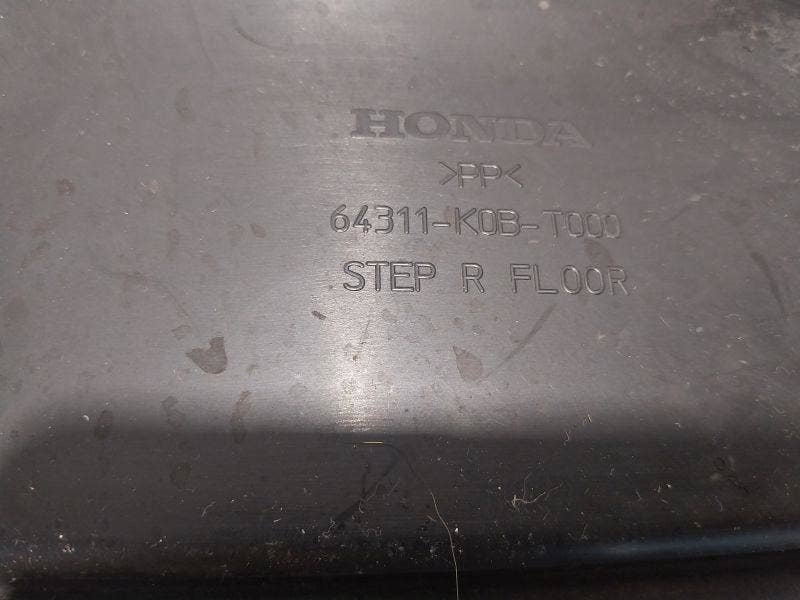 HONDA
>PP<
64311-K0B-T000
STEP R FLOOR